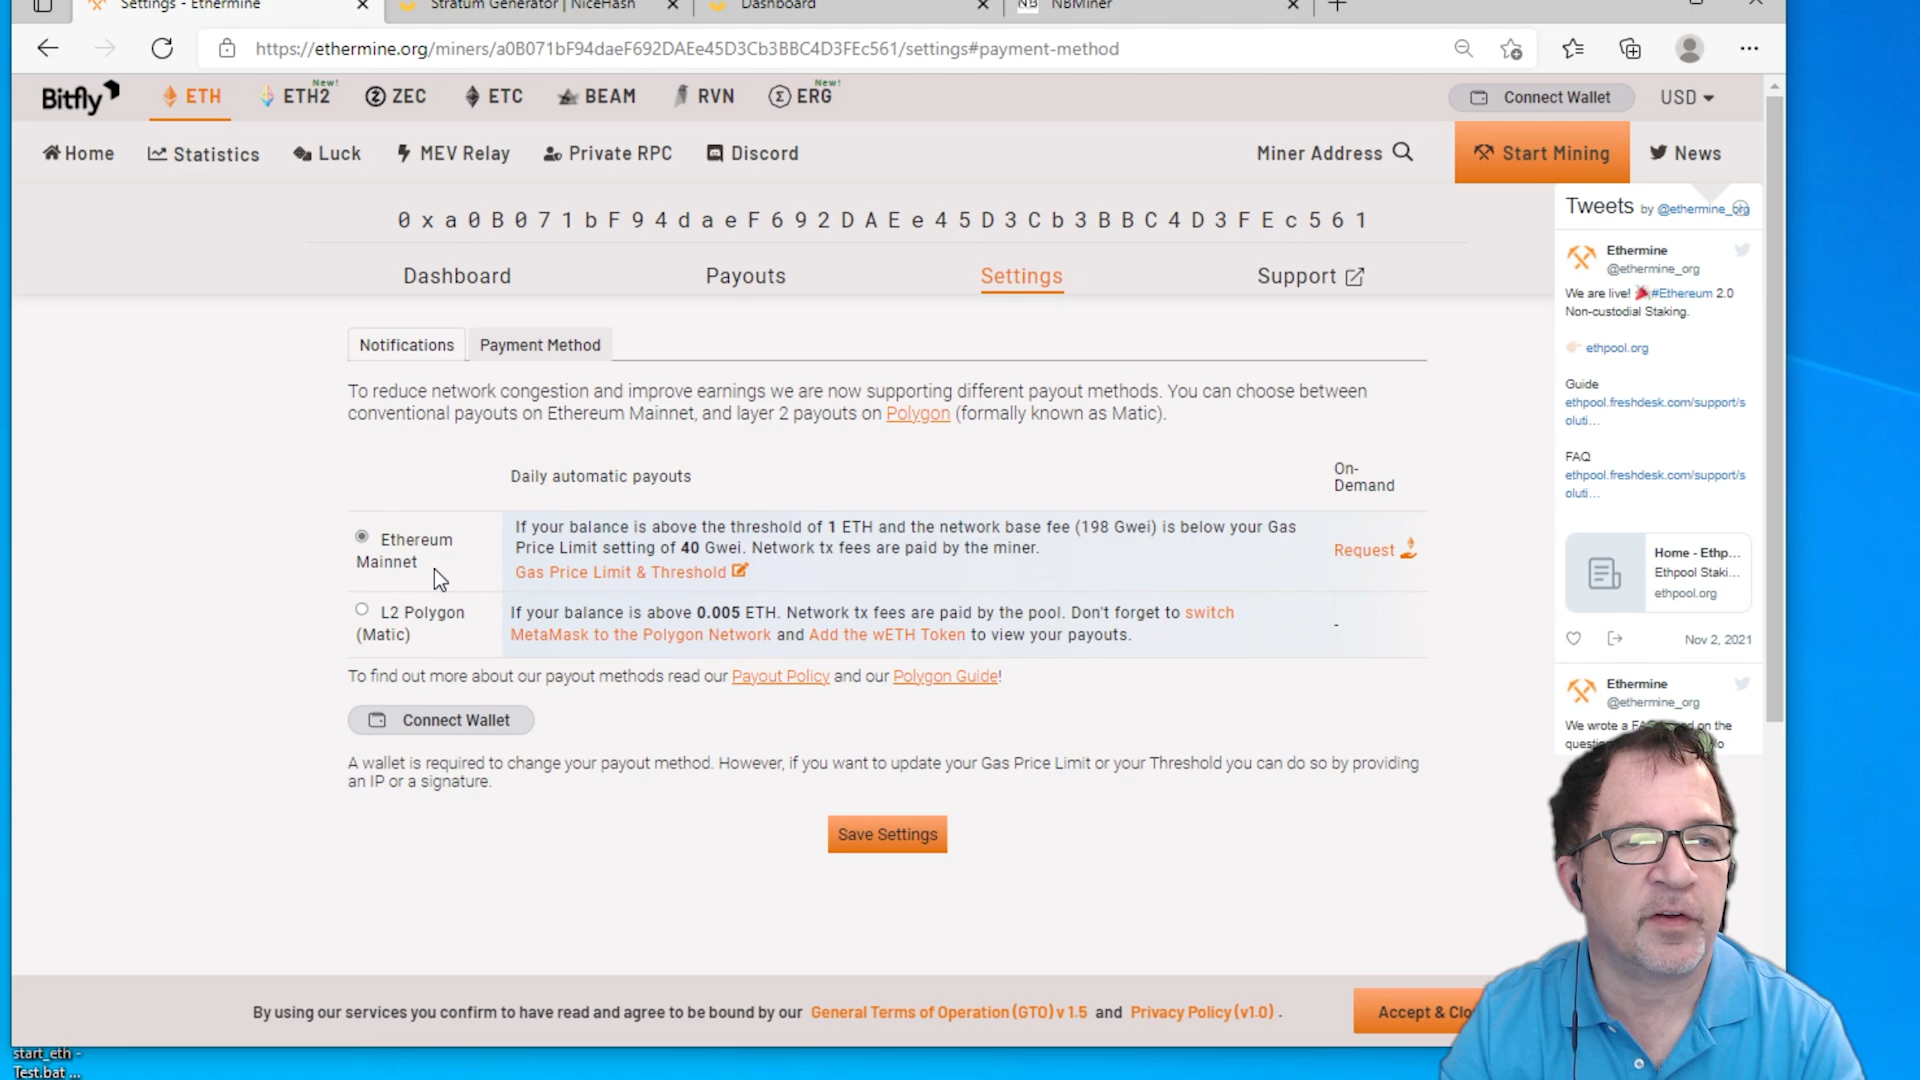 Settings - Ethermine
Stratum Generator | NiceHash
Dashboard
NB NBMiner
https://ethermine.org/miners/a0B071bF94daeF692DAEe45D3Cb3BBC4D3FEc561/settings#payment-method
Bitfly
ETH
ETH2 New!
ZEC
ETC
BEAM
RVN
ERG New!
Connect Wallet
USD
Home
Statistics
Luck
MEV Relay
Private RPC
Discord
Miner Address
Start Mining
News
0xa0B071bF94daeF692DAEe45D3Cb3BBC4D3FEc561
Dashboard
Payouts
Settings
Support
Notifications
Payment Method
To reduce network congestion and improve earnings we are now supporting different payout methods. You can choose between
conventional payouts on Ethereum Mainnet, and layer 2 payouts on Polygon (formally known as Matic).
Daily automatic payouts
On-
Demand
Ethereum
Mainnet
If your balance is above the threshold of 1 ETH and the network base fee (198 Gwei) is below your Gas
Price Limit setting of 40 Gwei. Network tx fees are paid by the miner.
Gas Price Limit & Threshold
Request
L2 Polygon
(Matic)
If your balance is above 0.005 ETH. Network tx fees are paid by the pool. Don't forget to switch
MetaMask to the Polygon Network and Add the wETH Token to view your payouts.
-
To find out more about our payout methods read our Payout Policy and our Polygon Guide!
Connect Wallet
A wallet is required to change your payout method. However, if you want to update your Gas Price Limit or your Threshold you can do so by providing
an IP or a signature.
Save Settings
Tweets by @ethermine_org
Ethermine
@ethermine_org
We are live! #Ethereum 2.0
Non-custodial Staking.
ethpool.org
Guide
ethpool.freshdesk.com/support/s
oluti...
FAQ
ethpool.freshdesk.com/support/s
oluti...
Home - Ethp...
Ethpool Staki...
ethpool.org
Nov 2, 2021
Ethermine
@ethermine_org
We wrote a
on the
By using our services you confirm to have read and agree to be bound by our General Terms of Operation (GTO) v 1.5 and Privacy Policy (v1.0) .
Accept & Clo
start_eth -
Test.bat ...